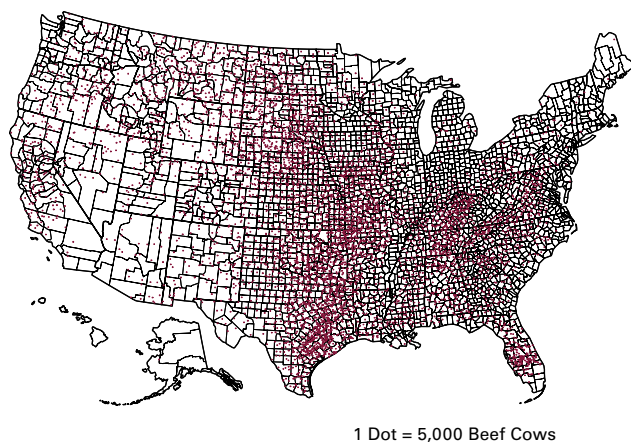 1 Dot = 5,000 Beef Cows